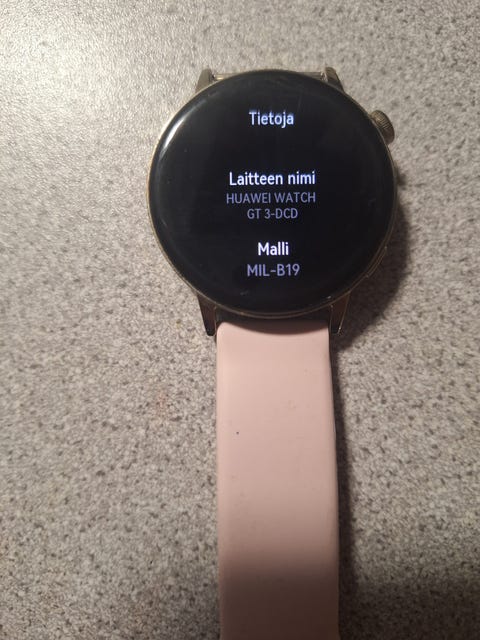 Tietoja
Laitteen nimi
HUAWEI WATCH
GT 3-DCD
Malli
MIL-B19